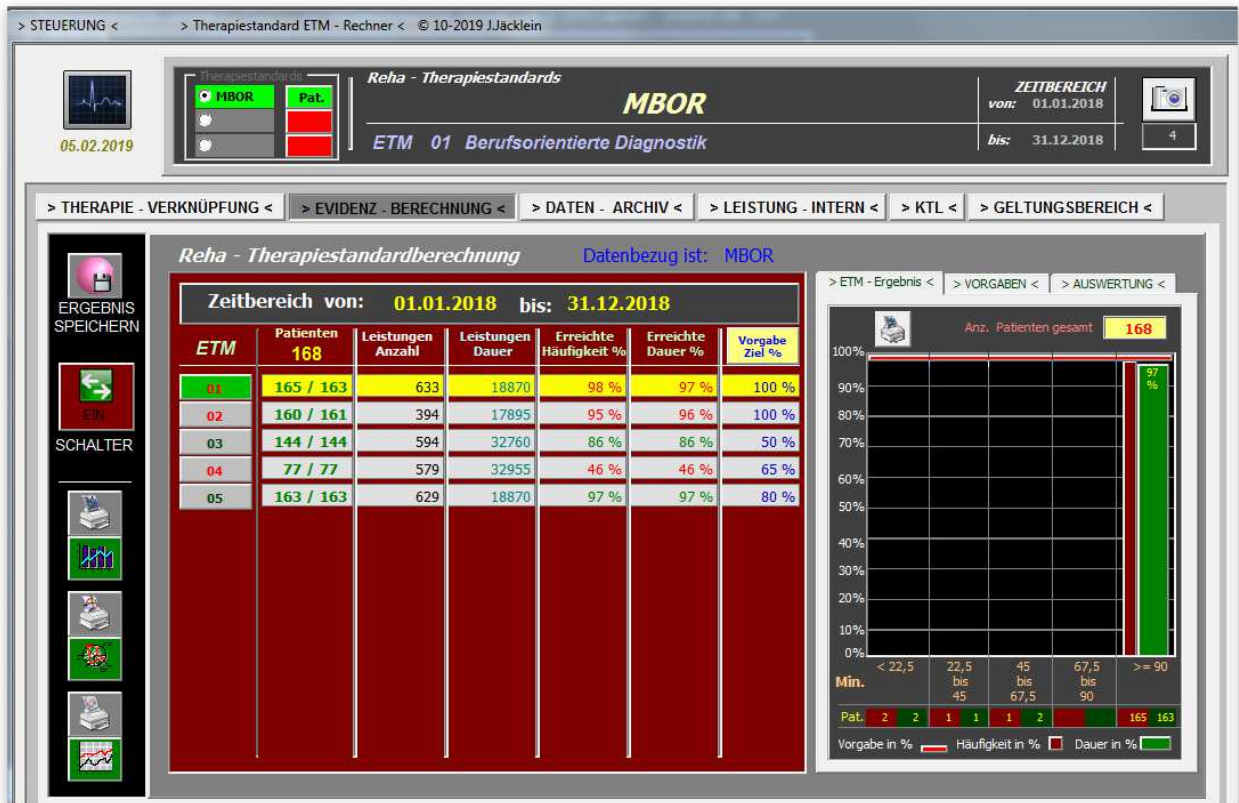 > STEUERUNG < > Therapiestandard ETM - Rechner < © 10-2019 J.Jäcklein
05.02.2019
Therapiestandards
MBOR Pat.
Reha - Therapiestandards
MBOR
ETM 01 Berufsorientierte Diagnostik
ZEITBEREICH
von: 01.01.2018
bis: 31.12.2018
4
> THERAPIE - VERKNÜPFUNG < > EVIDENZ - BERECHNUNG < > DATEN - ARCHIV < > LEISTUNG - INTERN < > KTL < > GELTUNGSBEREICH <
ERGEBNIS
SPEICHERN
EIN
SCHALTER
Reha - Therapiestandardberechnung Datenbezug ist: MBOR
Zeitbereich von: 01.01.2018 bis: 31.12.2018
ETM Patienten 168 Leistungen Anzahl Leistungen Dauer Erreichte Häufigkeit % Erreichte Dauer % Vorgabe Ziel %
01 165 / 163 633 18870 98 % 97 % 100 %
02 160 / 161 394 17895 95 % 96 % 100 %
03 144 / 144 594 32760 86 % 86 % 50 %
04 77 / 77 579 32955 46 % 46 % 65 %
05 163 / 163 629 18870 97 % 97 % 80 %
> ETM - Ergebnis < > VORGABEN < > AUSWERTUNG <
Anz. Patienten gesamt 168
100%
97 %
90%
80%
70%
60%
50%
40%
30%
20%
10%
0%
Min. < 22,5 22,5 bis 45 45 bis 67,5 67,5 bis 90 >= 90
Pat. 2 2 1 1 1 2 165 163
Vorgabe in % Häufigkeit in % Dauer in %